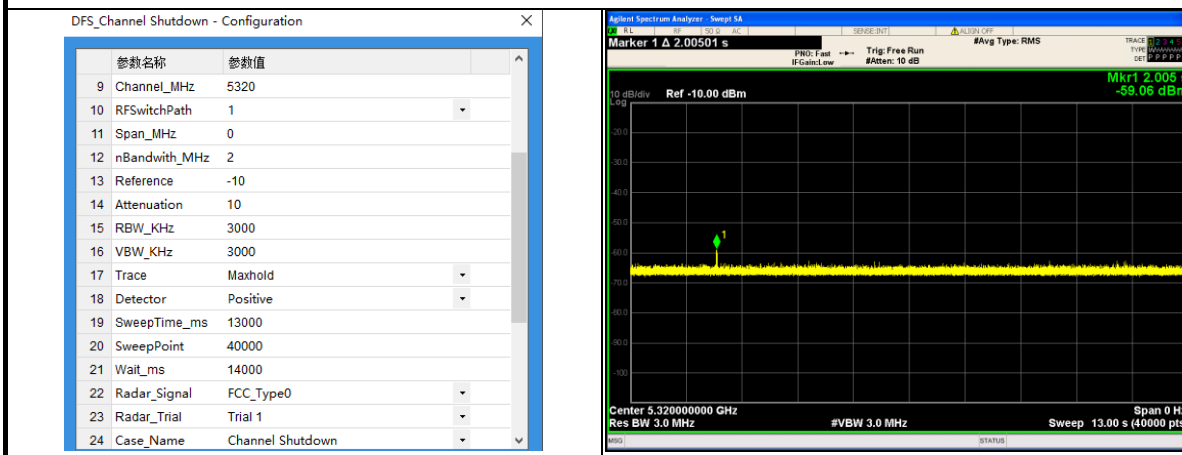 DFS_Channel Shutdown - Configuration
参数名称 参数值
9 Channel_MHz 5320
10 RFSwitchPath 1
11 Span_MHz 0
12 nBandwith_MHz 2
13 Reference -10
14 Attenuation 10
15 RBW_KHz 3000
16 VBW_KHz 3000
17 Trace Maxhold
18 Detector Positive
19 SweepTime_ms 13000
20 SweepPoint 40000
21 Wait_ms 14000
22 Radar_Signal FCC_Type0
23 Radar_Trial Trial 1
24 Case_Name Channel Shutdown
Agilent Spectrum Analyzer - Swept SA
RL RF 50 Ω AC SENSE:INT ALIGN OFF
Marker 1 Δ 2.00501 s
PNO: Fast
IFGain:Low
Trig: Free Run
#Atten: 10 dB
#Avg Type: RMS
TRACE 1 2 3 4 5
TYPE
DET P P P P P
Mkr1 2.005
-59.06 dBm
10 dB/div Ref -10.00 dBm
Log
-20.0
-30.0
-40.0
-50.0
1
-60.0
-70.0
-80.0
-90.0
-100
Center 5.320000000 GHz Span 0 Hz
Res BW 3.0 MHz #VBW 3.0 MHz Sweep 13.00 s (40000 pts
MSG STATUS